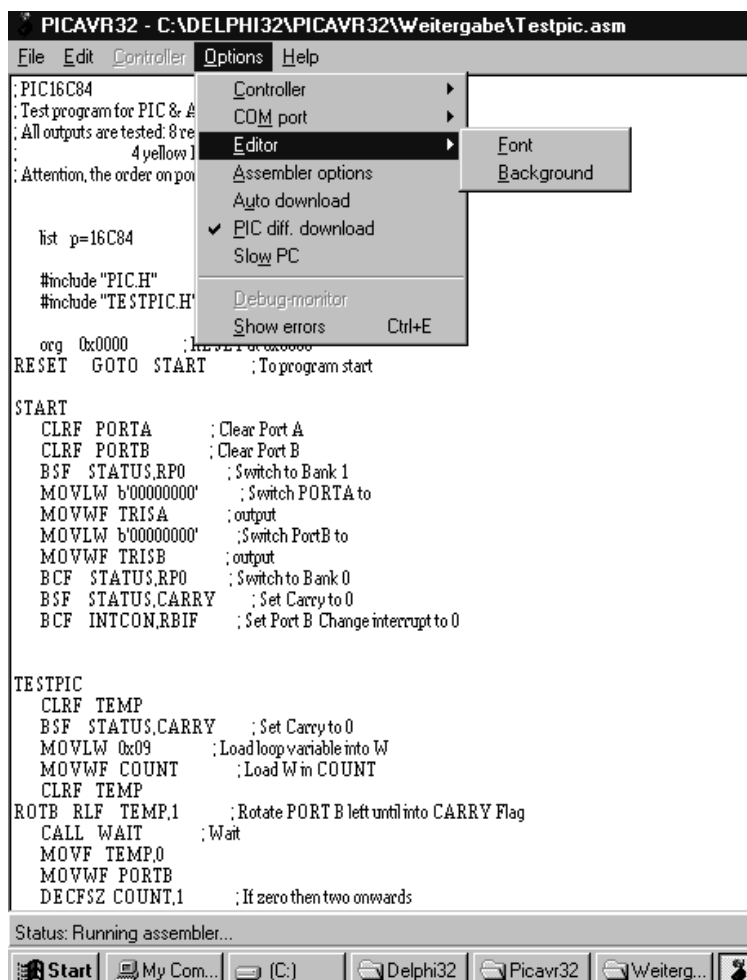 PICAVR32 - C:\DELPHI32\PICAVR32\Weitergabe\Testpic.asm
File Edit Controller Options Help
Controller
COM port
Editor
Assembler options
Auto download
PIC diff. download
Slow PC
Debug-monitor
Show errors Ctrl+E
Font
Background
; PIC16C84
; Test program for PIC & A
; All outputs are tested: 8 re
; 4 yellow
; Attention, the order on po
list p=16C84
#include "PIC.H"
#include "TESTPIC.H"
org 0x0000 ;
RESET GOTO START ; To program start
START
CLRF PORTA ; Clear Port A
CLRF PORTB ; Clear Port B
BSF STATUS,RP0 ; Switch to Bank 1
MOVLW b'00000000' ; Switch PORTA to
MOVWF TRISA ; output
MOVLW b'00000000' ;Switch PortB to
MOVWF TRISB ; output
BCF STATUS,RP0 ; Switch to Bank 0
BSF STATUS,CARRY ; Set Carry to 0
BCF INTCON,RBIF ; Set Port B Change interrupt to 0
TESTPIC
CLRF TEMP
BSF STATUS,CARRY ; Set Carry to 0
MOVLW 0x09 ; Load loop variable into W
MOVWF COUNT ; Load W in COUNT
CLRF TEMP
ROTB RLF TEMP,1 ; Rotate PORT B left until into CARRY Flag
CALL WAIT ; Wait
MOVF TEMP,0
MOVWF PORTB
DECFSZ COUNT,1 ; If zero then two onwards
Status: Running assembler...
Start My Com... (C:) Delphi32 Picavr32 Weiterg...